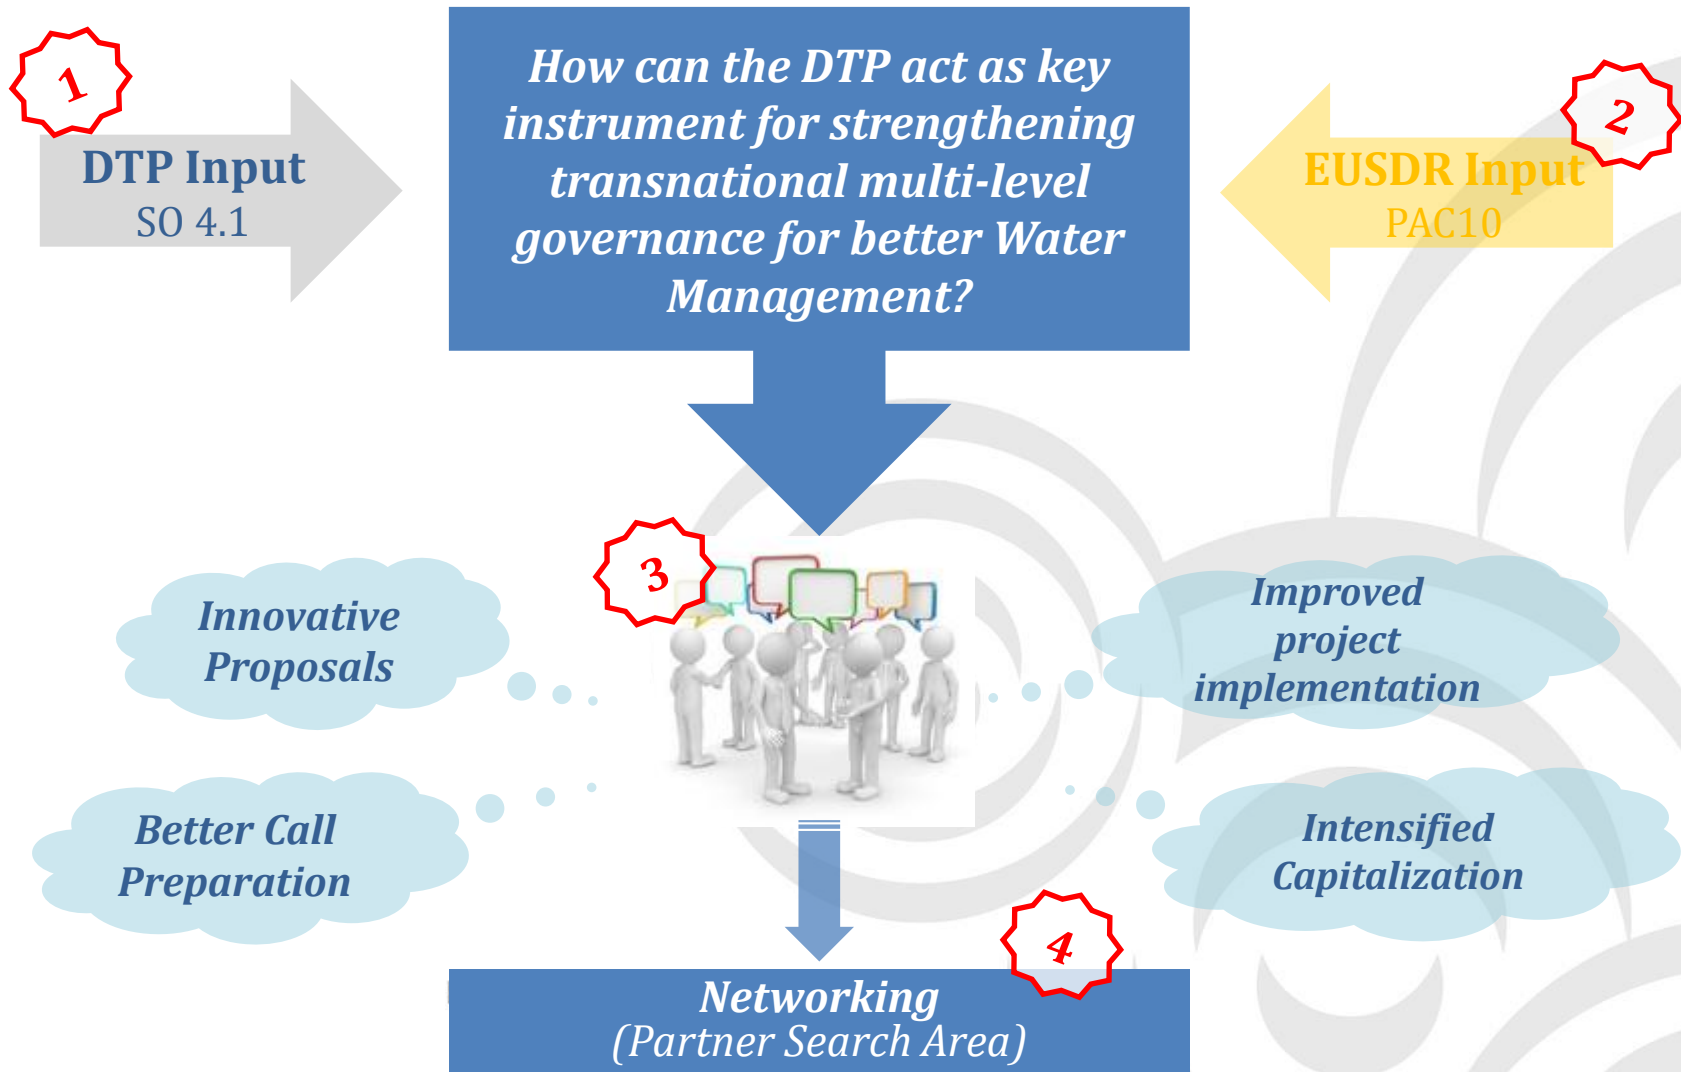 1
DTP Input
SO 4.1
How can the DTP act as key
instrument for strengthening
transnational multi-level
governance for better Water
Management?
2
EUSDR Input
PAC10
3
Innovative
Proposals
Improved
project
implementation
Better Call
Preparation
Intensified
Capitalization
4
Networking
(Partner Search Area)